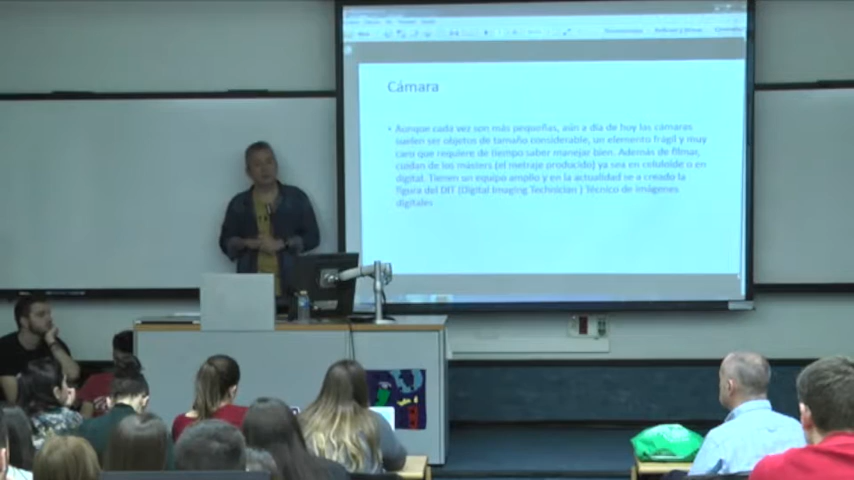 Cámara
• Aunque cada vez son más pequeñas, aún a día de hoy las cámaras
suelen ser objetos de tamaño considerable, un elemento frágil y muy
caro que requiere de tiempo saber manejar bien. Además de filmar,
cuidan de los másters (el metraje producido) ya sea en celuloide o en
digital. Tienen un equipo amplio y en la actualidad se a creado la
figura del DIT (Digital Imaging Technician ) Técnico de imágenes
digitales